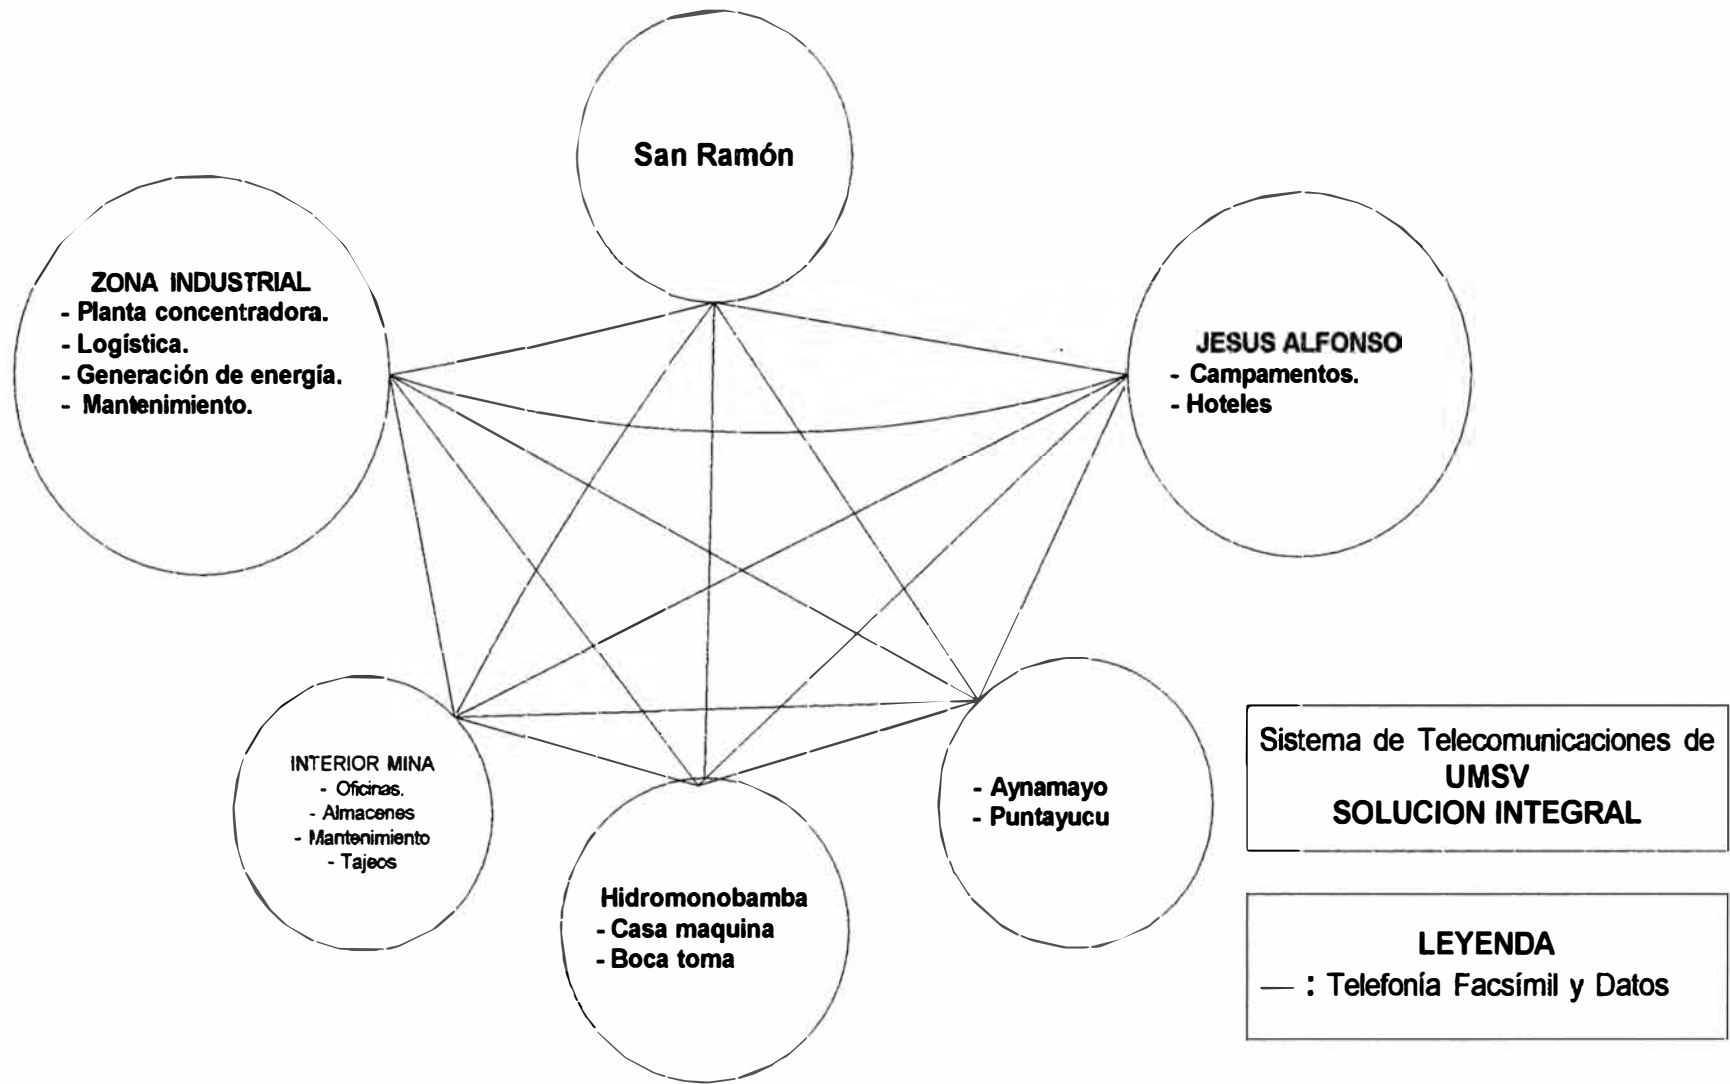 San Ramón
ZONA INDUSTRIAL
- Planta concentradora.
- Logística.
- Generación de energía.
- Mantenimiento.
JESUS ALFONSO
- Campamentos.
- Hoteles
INTERIOR MINA
- Oficinas.
- Almacenes
- Mantenimiento
- Tajeos
Hidromonobamba
- Casa maquina
- Boca toma
- Aynamayo
- Puntayucu
Sistema de Telecomunicaciones de
UMSV
SOLUCION INTEGRAL
LEYENDA
— : Telefonía Facsímil y Datos